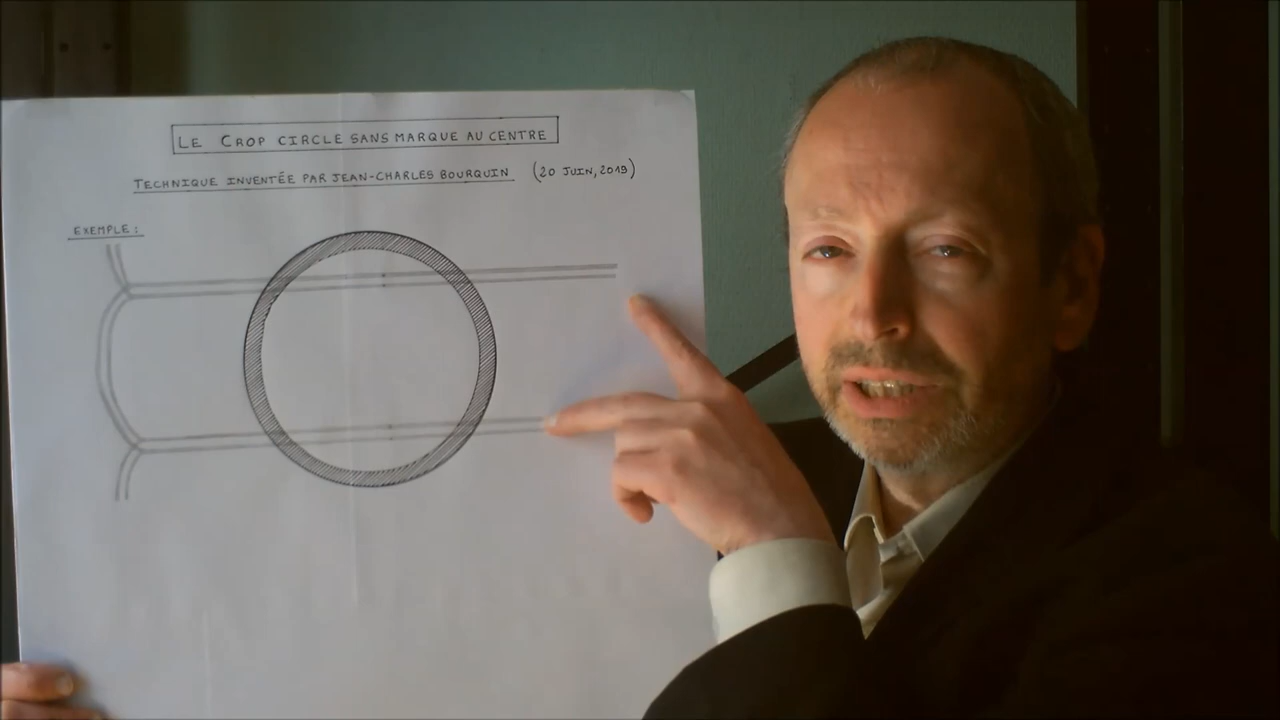 LE CROP CIRCLE SANS MARQUE AU CENTRE
TECHNIQUE INVENTÉE PAR JEAN-CHARLES BOURQUIN (20 JUIN, 2019)
EXEMPLE :